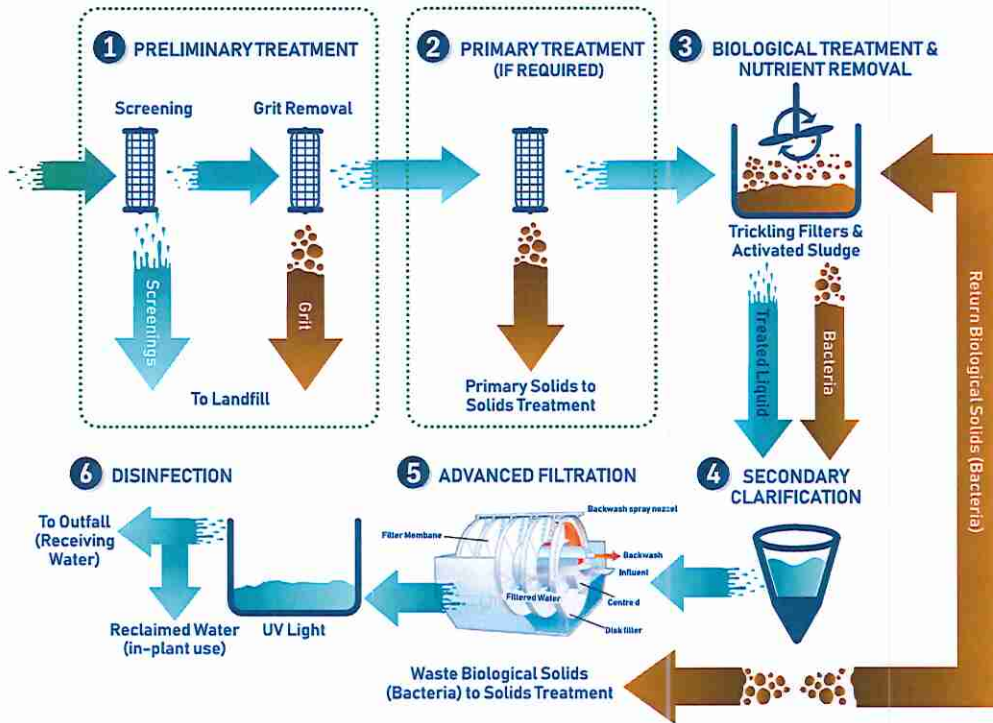 1 PRELIMINARY TREATMENT
Screening
Grit Removal
Screenings
Grit
To Landfill
2 PRIMARY TREATMENT
(IF REQUIRED)
Primary Solids to
Solids Treatment
3 BIOLOGICAL TREATMENT &
NUTRIENT REMOVAL
Trickling Filters &
Activated Sludge
Treated Liquid
Bacteria
Return Biological Solids (Bacteria)
4 SECONDARY
CLARIFICATION
5 ADVANCED FILTRATION
Backwash spray nozzel
Filler Membane
Backwash
Influent
Filtered Water
Centre d
Disk filler
6 DISINFECTION
To Outfall
(Receiving
Water)
Reclaimed Water
(in-plant use)
UV Light
Waste Biological Solids
(Bacteria) to Solids Treatment